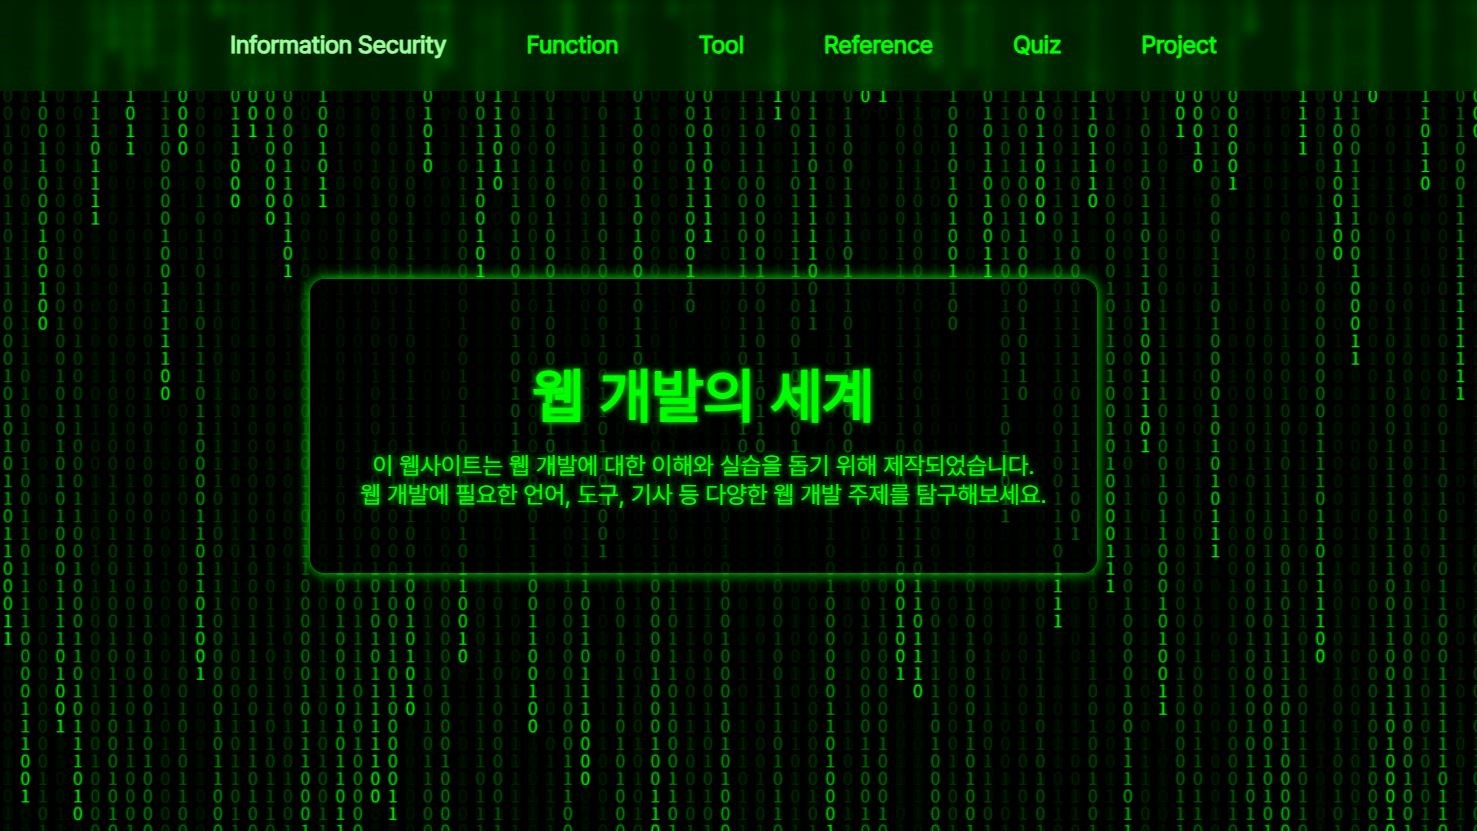 Information Security Function Tool Reference Quiz Project
웹 개발의 세계
이 웹사이트는 웹 개발에 대한 이해와 실습을 돕기 위해 제작되었습니다.
웹 개발에 필요한 언어, 도구, 기사 등 다양한 웹 개발 주제를 탐구해보세요.